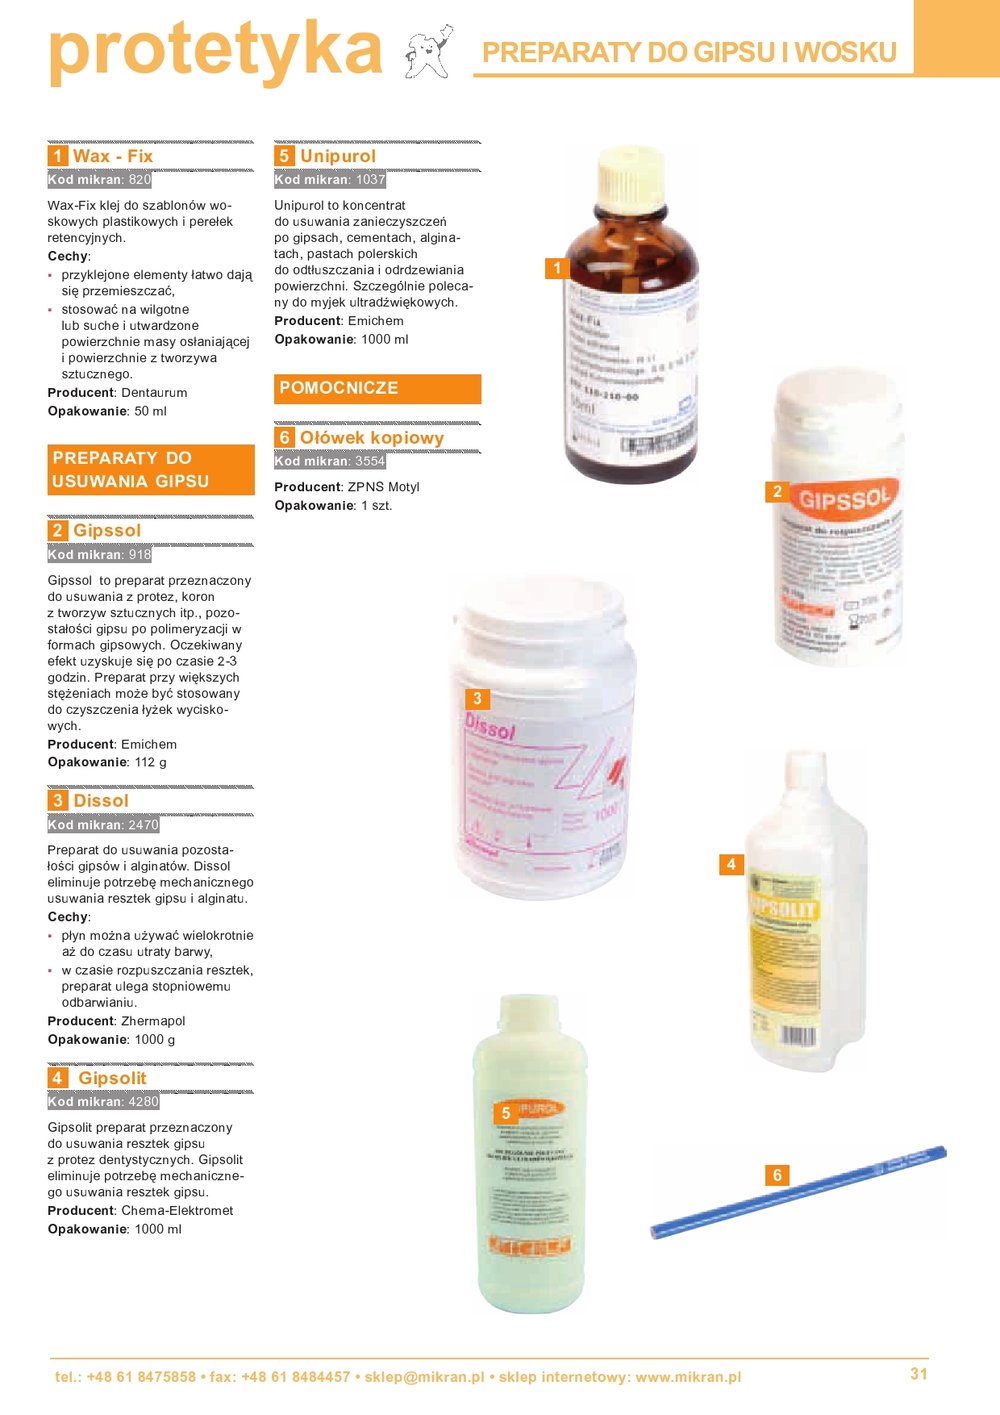 protetyka
PREPARATY DO GIPSU I WOSKU
1 Wax - Fix
Kod mikran: 820
Wax-Fix klej do szablonów wo-
skowych plastikowych i perełek
retencyjnych.
Cechy:
• przyklejone elementy łatwo dają
się przemieszczać,
• stosować na wilgotne
lub suche i utwardzone
powierzchnie masy osłaniającej
i powierzchnie z tworzywa
sztucznego.
Producent: Dentaurum
Opakowanie: 50 ml
PREPARATY DO
USUWANIA GIPSU
2 Gipssol
Kod mikran: 918
Gipssol to preparat przeznaczony
do usuwania z protez, koron
z tworzyw sztucznych itp., pozo-
stałości gipsu po polimeryzacji w
formach gipsowych. Oczekiwany
efekt uzyskuje się po czasie 2-3
godzin. Preparat przy większych
stężeniach może być stosowany
do czyszczenia łyżek wycisko-
wych.
Producent: Emichem
Opakowanie: 112 g
3 Dissol
Kod mikran: 2470
Preparat do usuwania pozosta-
łości gipsów i alginatów. Dissol
eliminuje potrzebę mechanicznego
usuwania resztek gipsu i alginatu.
Cechy:
• płyn można używać wielokrotnie
aż do czasu utraty barwy,
• w czasie rozpuszczania resztek,
preparat ulega stopniowemu
odbarwianiu.
Producent: Zhermapol
Opakowanie: 1000 g
4 Gipsolit
Kod mikran: 4280
Gipsolit preparat przeznaczony
do usuwania resztek gipsu
z protez dentystycznych. Gipsolit
eliminuje potrzebę mechaniczne-
go usuwania resztek gipsu.
Producent: Chema-Elektromet
Opakowanie: 1000 ml
5 Unipurol
Kod mikran: 1037
Unipurol to koncentrat
do usuwania zanieczyszczeń
po gipsach, cementach, algina-
tach, pastach polerskich
do odtłuszczania i odrdzewiania
powierzchni. Szczególnie poleca-
ny do myjek ultradźwiękowych.
Producent: Emichem
Opakowanie: 1000 ml
POMOCNICZE
6 Ołówek kopiowy
Kod mikran: 3554
Producent: ZPNS Motyl
Opakowanie: 1 szt.
1
Wax-Fix
50ml
2
GIPSSOL
3
Dissol
4
GIPSOLIT
5
6
tel.: +48 61 8475858 • fax: +48 61 8484457 • sklep@mikran.pl • sklep internetowy: www.mikran.pl
31